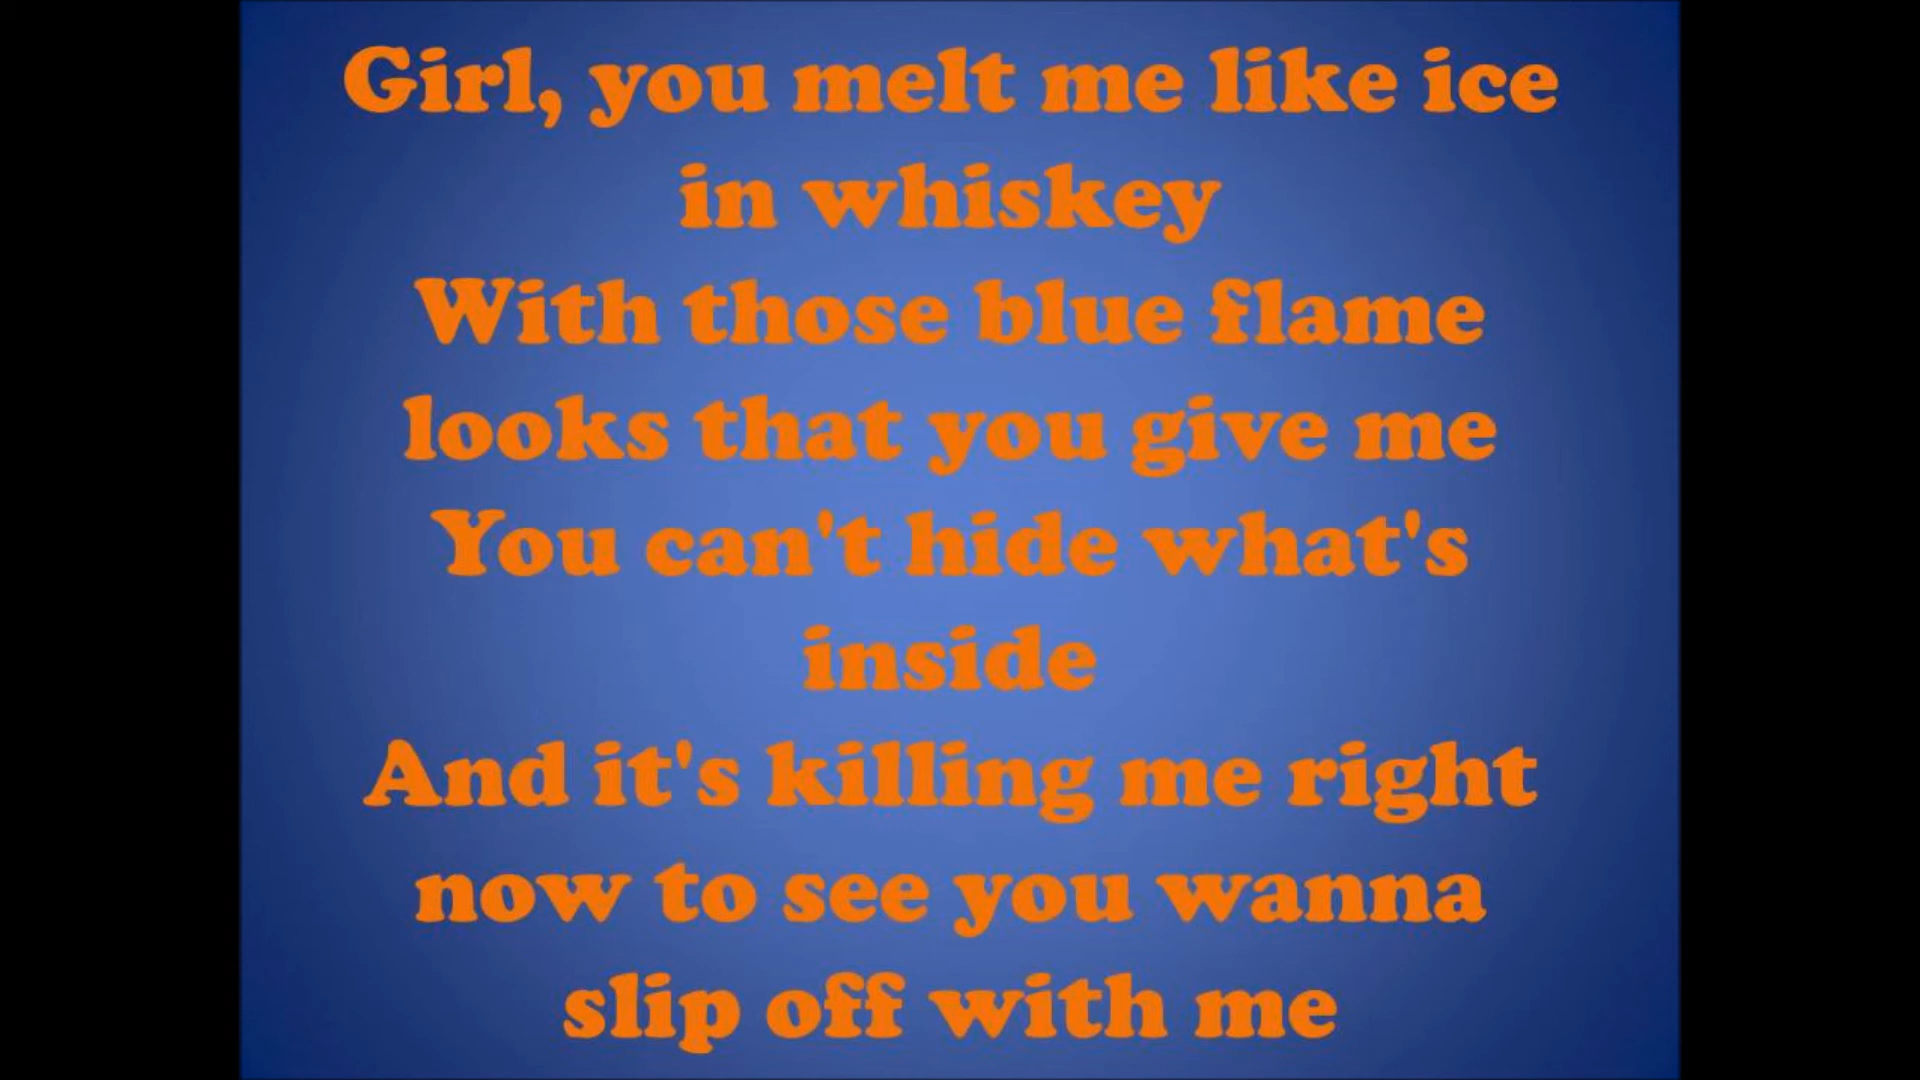 Girl, you melt me like ice
in whiskey
With those blue flame
looks that you give me
You can't hide what's
inside
And it's killing me right
now to see you wanna
slip off with me